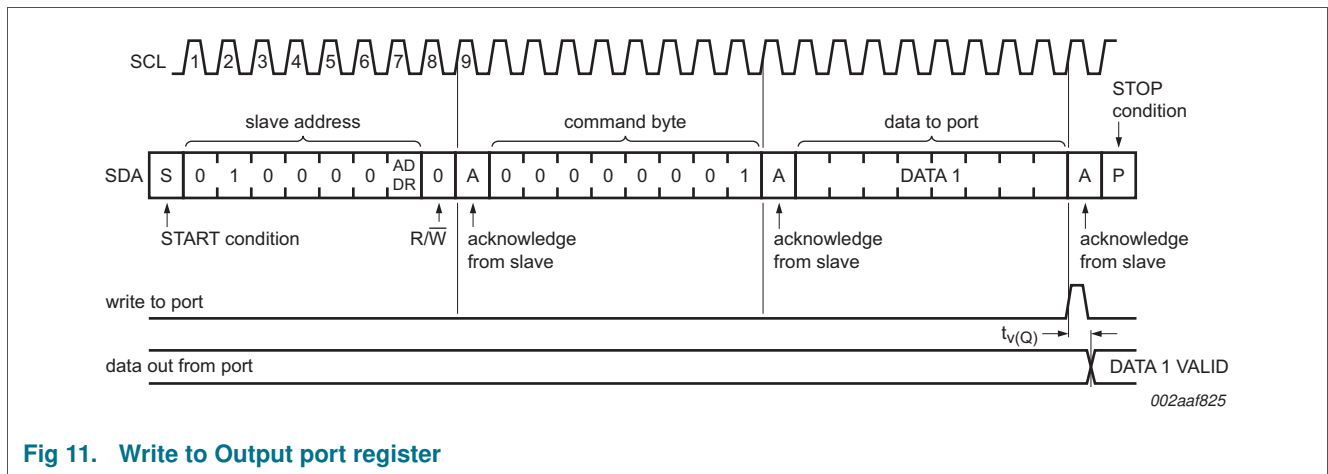 SCL 1 2 3 4 5 6 7 8 9
STOP
condition
slave address command byte data to port
SDA S 0 1 0 0 0 0 AD DR 0 A 0 0 0 0 0 0 0 1 A DATA 1 A P
START condition R/W̅ acknowledge from slave acknowledge from slave acknowledge from slave
write to port
tv(Q)
data out from port DATA 1 VALID
002aaf825
Fig 11. Write to Output port register